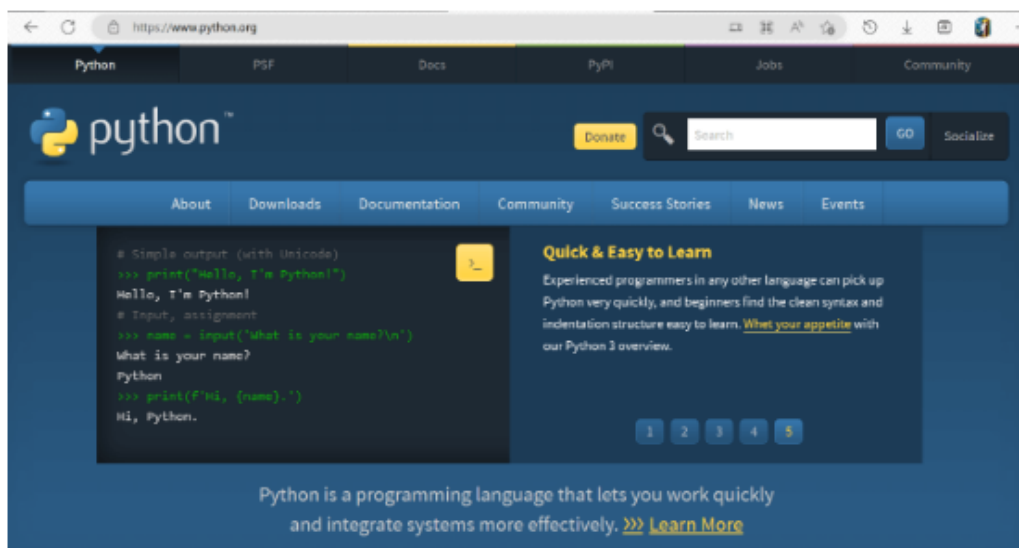 https://www.python.org
Python PSF Docs PyPI Jobs Community
python™
Donate Search GO Socialize
About Downloads Documentation Community Success Stories News Events
# Simple output (with Unicode)
>>> print("Hello, I'm Python!")
Hello, I'm Python!
# Input, assignment
>>> name = input('What is your name?\n')
What is your name?
Python
>>> print(f'Hi, {name}.')
Hi, Python.
>_
Quick & Easy to Learn
Experienced programmers in any other language can pick up
Python very quickly, and beginners find the clean syntax and
indentation structure easy to learn. Whet your appetite with
our Python 3 overview.
1 2 3 4 5
Python is a programming language that lets you work quickly
and integrate systems more effectively. >>> Learn More